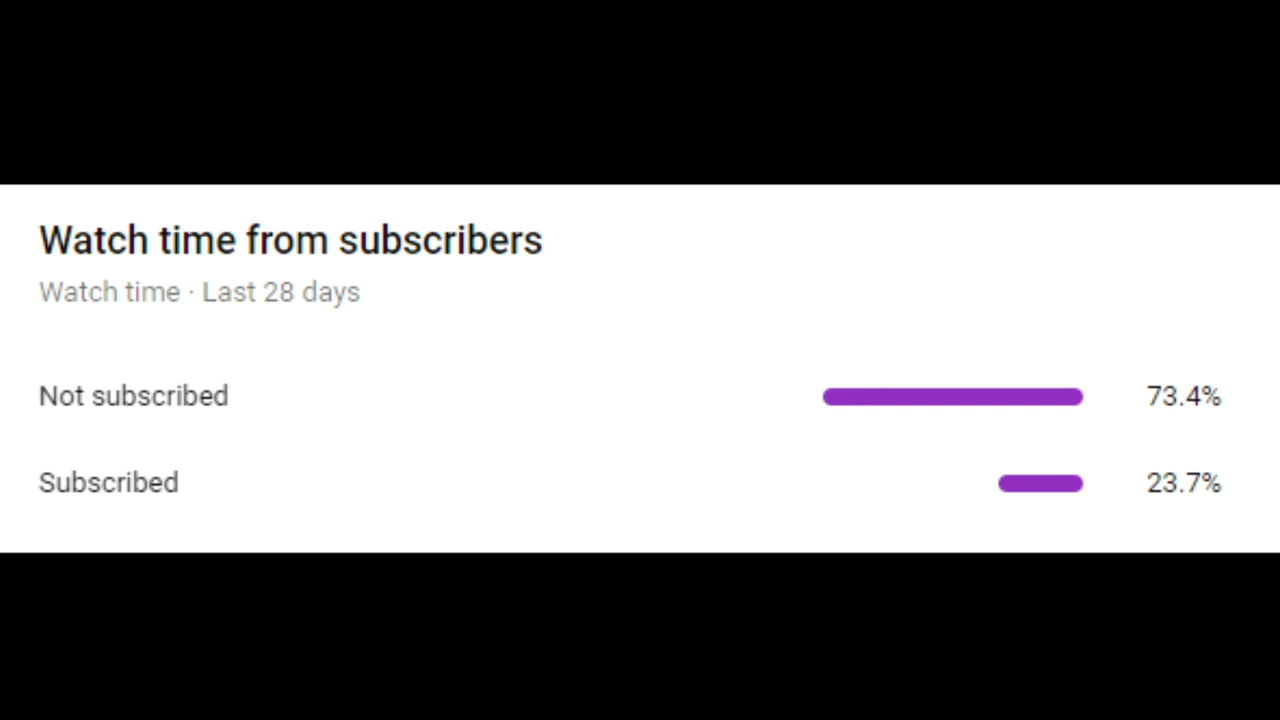 Watch time from subscribers
Watch time · Last 28 days
Not subscribed 73.4%
Subscribed 23.7%